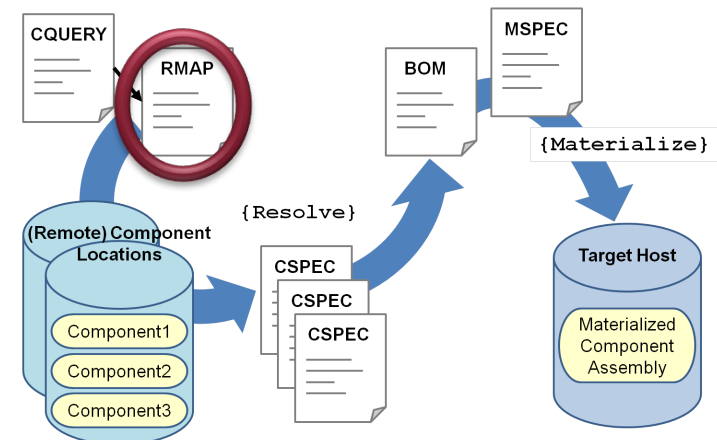 CQUERY
RMAP
BOM
MSPEC
{Materialize}
{Resolve}
(Remote) Component
Locations
Component1
Component2
Component3
CSPEC
CSPEC
CSPEC
Target Host
Materialized
Component
Assembly